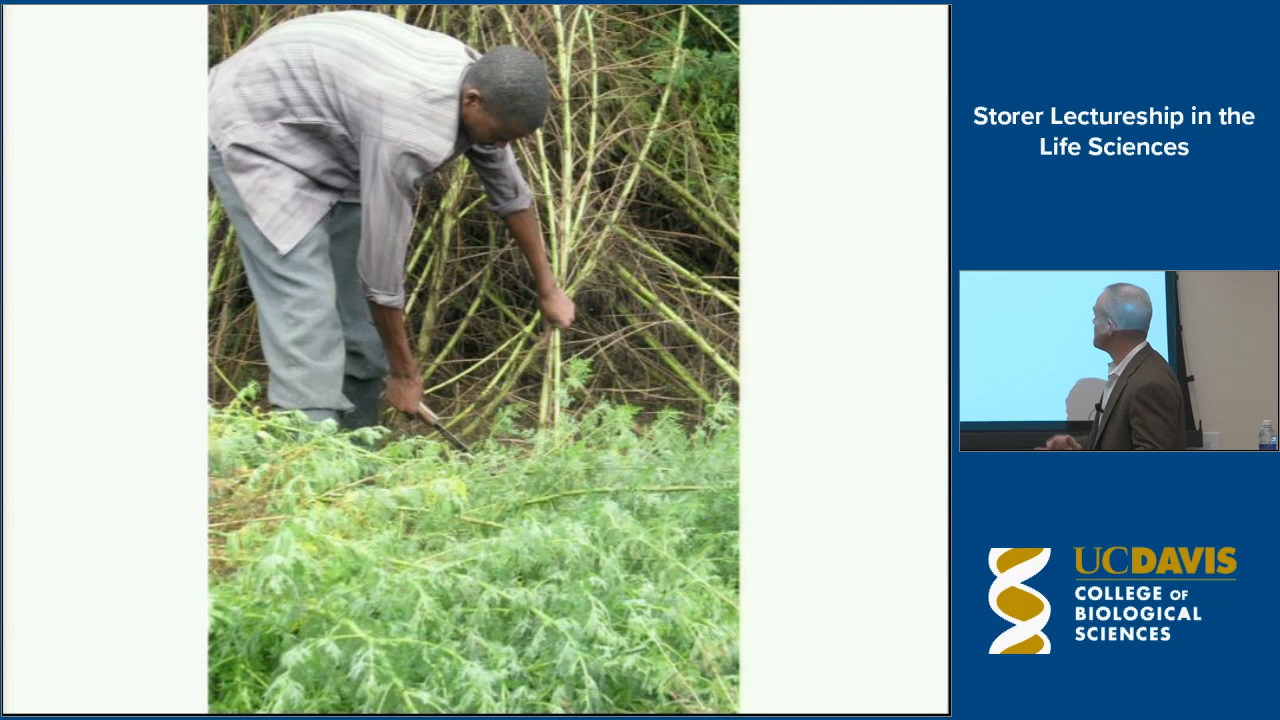 Storer Lectureship in the
Life Sciences
UCDAVIS
COLLEGE OF
BIOLOGICAL
SCIENCES